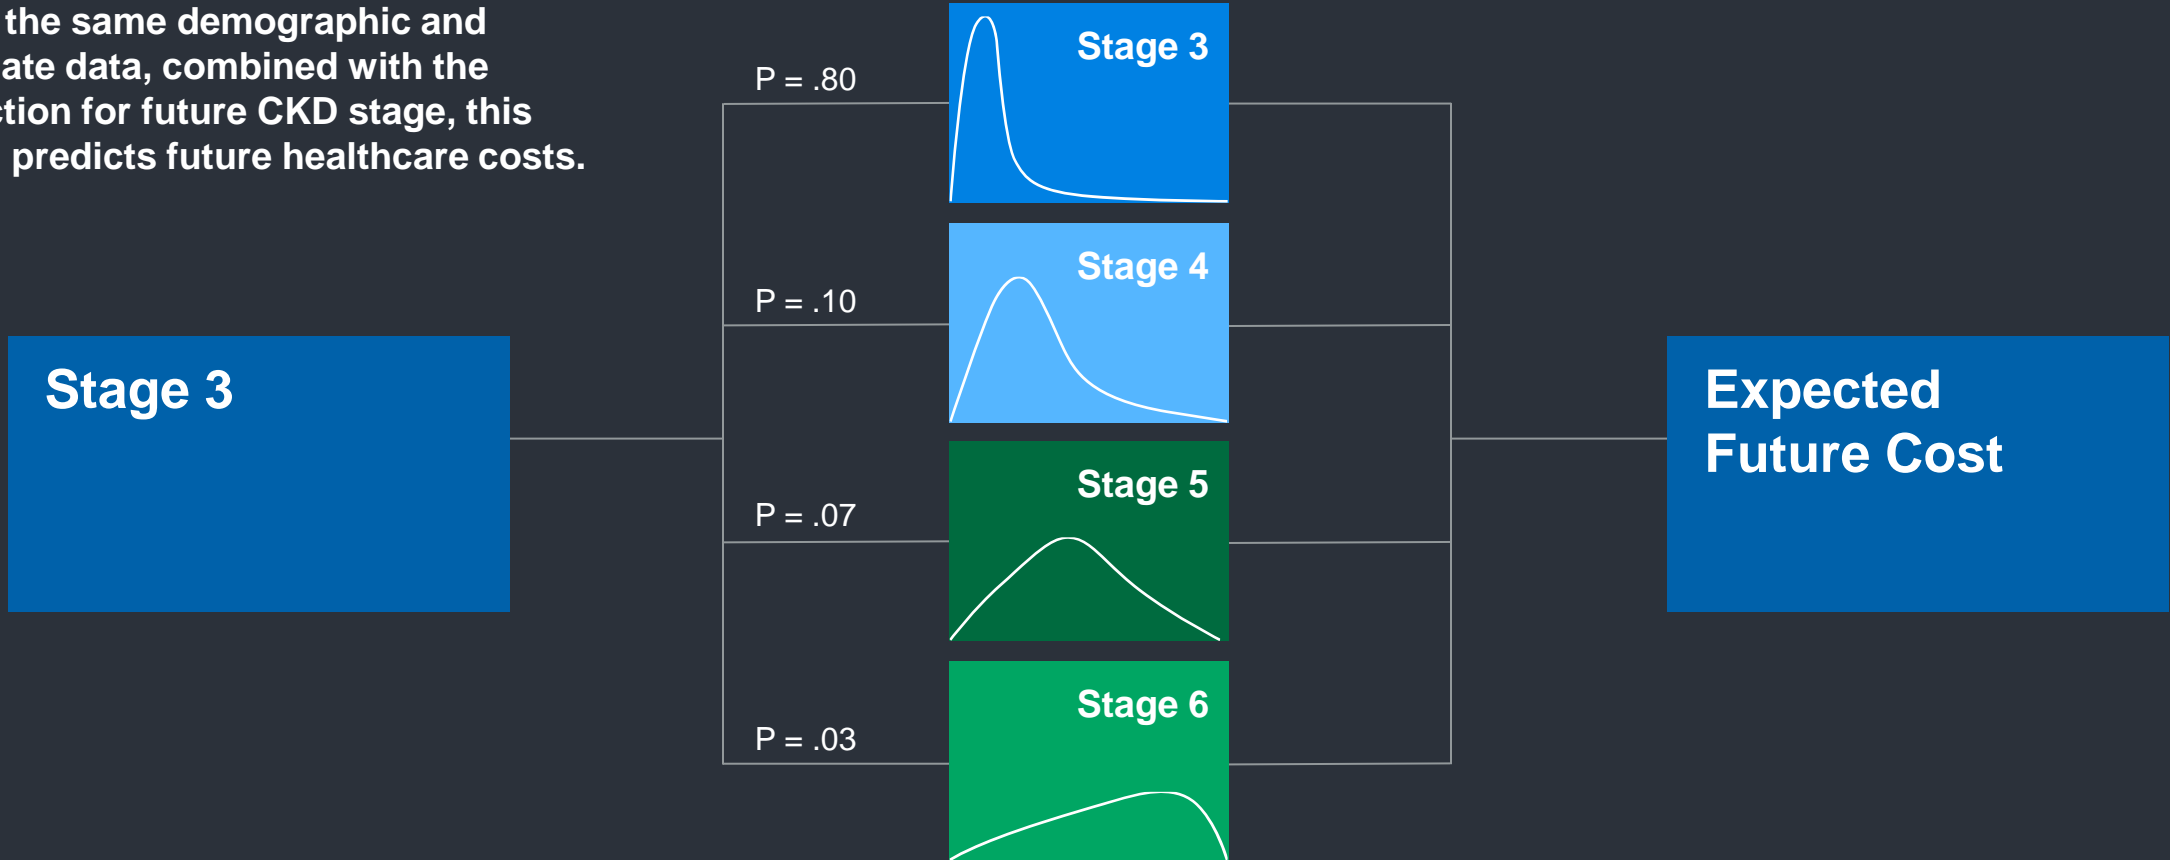 the same demographic and
ate data, combined with the
ction for future CKD stage, this
predicts future healthcare costs.
P = .80
Stage 3
P = .10
Stage 4
Stage 3
Expected
Future Cost
P = .07
Stage 5
P = .03
Stage 6